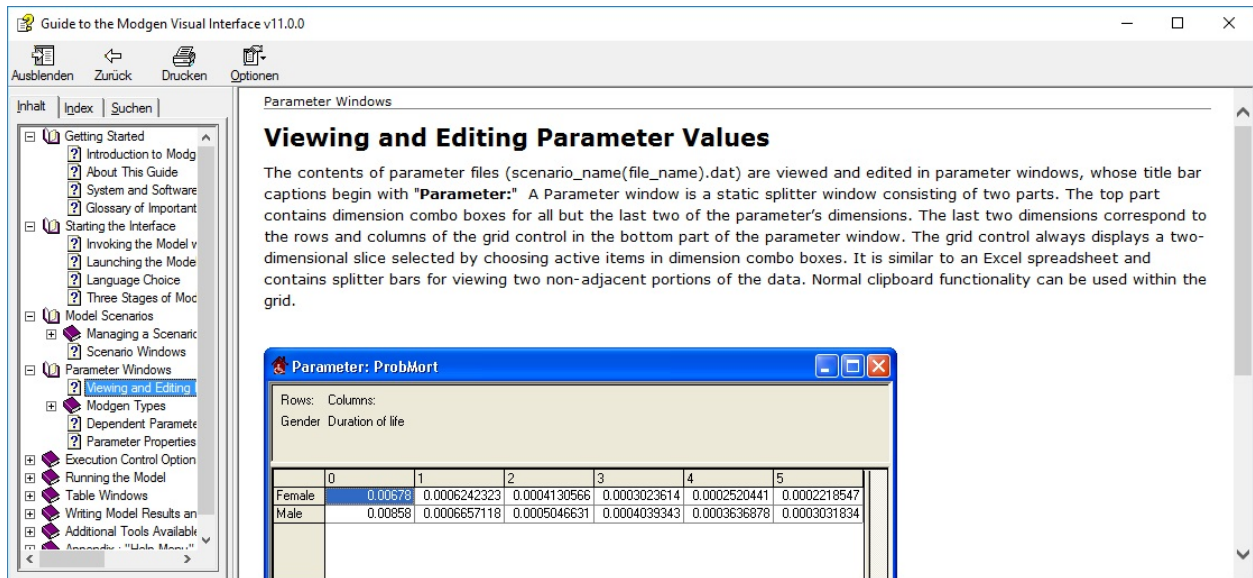 Guide to the Modgen Visual Interface v11.0.0
Ausblenden Zurück Drucken Optionen
Inhalt Index Suchen
Getting Started
Introduction to Modg
About This Guide
System and Software
Glossary of Important
Starting the Interface
Invoking the Model v
Launching the Model
Language Choice
Three Stages of Mod
Model Scenarios
Managing a Scenario
Scenario Windows
Parameter Windows
Viewing and Editing
Modgen Types
Dependent Paramete
Parameter Properties
Execution Control Option
Running the Model
Table Windows
Writing Model Results an
Additional Tools Available
Appendix : "Help Menu"
Parameter Windows
Viewing and Editing Parameter Values
The contents of parameter files (scenario_name(file_name).dat) are viewed and edited in parameter windows, whose title bar
captions begin with "Parameter:" A Parameter window is a static splitter window consisting of two parts. The top part
contains dimension combo boxes for all but the last two of the parameter's dimensions. The last two dimensions correspond to
the rows and columns of the grid control in the bottom part of the parameter window. The grid control always displays a two-
dimensional slice selected by choosing active items in dimension combo boxes. It is similar to an Excel spreadsheet and
contains splitter bars for viewing two non-adjacent portions of the data. Normal clipboard functionality can be used within the
grid.
Parameter: ProbMort
Rows: Columns:
Gender Duration of life
0 1 2 3 4 5
Female 0.00678 0.0006242323 0.0004130566 0.0003023614 0.0002520441 0.0002218547
Male 0.00858 0.0006657118 0.0005046631 0.0004039343 0.0003636878 0.0003031834